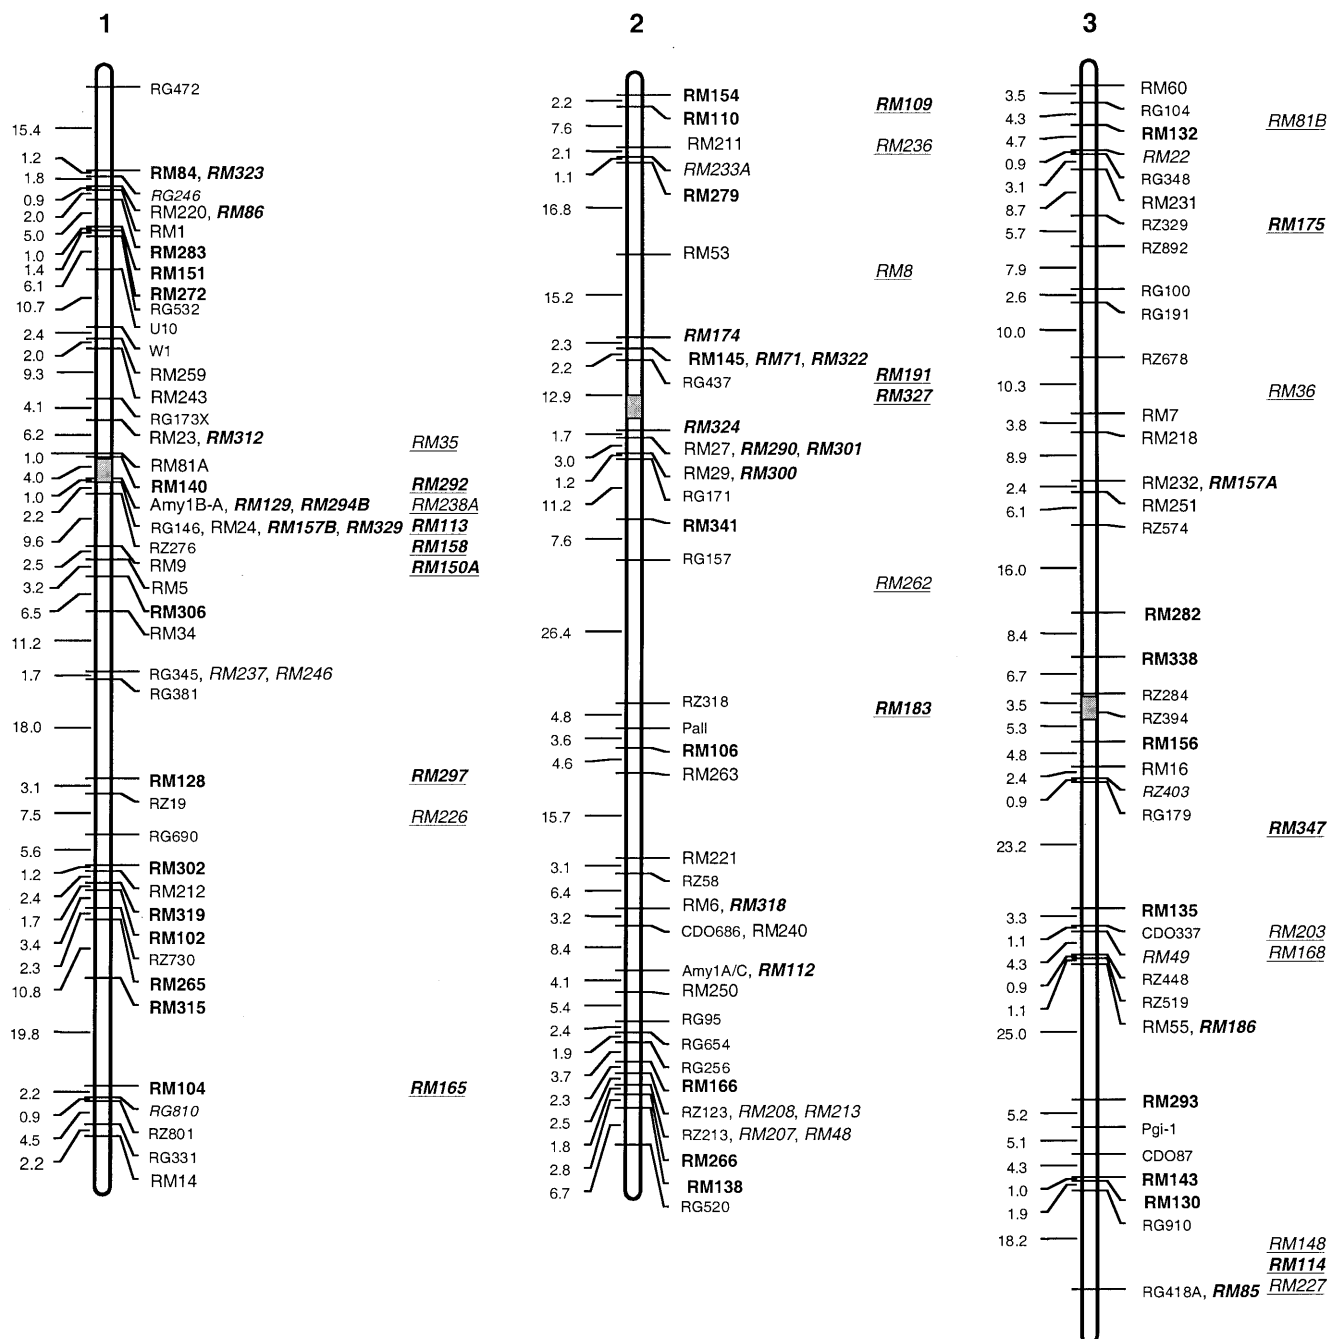 1
RG472
15.4
1.2
RM84, RM323
1.8
RG246
0.9
RM220, RM86
2.0
RM1
5.0
RM283
1.0
RM151
1.4
RM272
6.1
RG532
10.7
U10
2.4
W1
2.0
RM259
9.3
RM243
4.1
RG173X
6.2
RM23, RM312
RM35
1.0
RM81A
4.0
RM140
RM292
1.0
Amy1B-A, RM129, RM294B
RM238A
2.2
RG146, RM24, RM157B, RM329
RM113
9.6
RZ276
RM158
2.5
RM9
RM150A
3.2
RM5
6.5
RM306
RM34
11.2
1.7
RG345, RM237, RM246
RG381
18.0
RM128
RM297
3.1
RZ19
7.5
RM226
RG690
5.6
RM302
1.2
RM212
2.4
RM319
1.7
RM102
3.4
RZ730
2.3
RM265
10.8
RM315
19.8
RM104
RM165
2.2
RG810
0.9
RZ801
4.5
RG331
2.2
RM14
2
RM154
2.2
RM109
RM110
7.6
RM211
RM236
2.1
RM233A
1.1
RM279
16.8
RM53
RM8
15.2
RM174
2.3
RM145, RM71, RM322
2.2
RG437
RM191
12.9
RM327
RM324
1.7
RM27, RM290, RM301
3.0
RM29, RM300
1.2
RG171
11.2
RM341
7.6
RG157
RM262
26.4
RZ318
RM183
4.8
Pall
3.6
RM106
4.6
RM263
15.7
RM221
3.1
RZ58
6.4
RM6, RM318
3.2
CDO686, RM240
8.4
Amy1A/C, RM112
4.1
RM250
5.4
RG95
2.4
RG654
1.9
RG256
3.7
RM166
2.3
RZ123, RM208, RM213
2.5
RZ213, RM207, RM48
1.8
RM266
2.8
RM138
6.7
RG520
3
RM60
3.5
RG104
4.3
RM81B
RM132
4.7
RM22
0.9
RG348
3.1
RM231
8.7
RZ329
RM175
5.7
RZ892
7.9
RG100
2.6
RG191
10.0
RZ678
10.3
RM36
RM7
3.8
RM218
8.9
RM232, RM157A
2.4
RM251
6.1
RZ574
16.0
RM282
8.4
RM338
6.7
RZ284
3.5
RZ394
5.3
RM156
4.8
RM16
2.4
RZ403
0.9
RG179
RM347
23.2
RM135
3.3
CDO337
RM203
1.1
RM49
RM168
4.3
RZ448
0.9
RZ519
1.1
RM55, RM186
25.0
RM293
5.2
Pgi-1
5.1
CDO87
4.3
RM143
1.0
RM130
1.9
RG910
18.2
RM148
RM114
RG418A, RM85
RM227